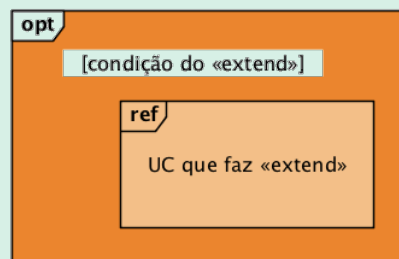 opt
[condição do «extend»]
ref
UC que faz «extend»